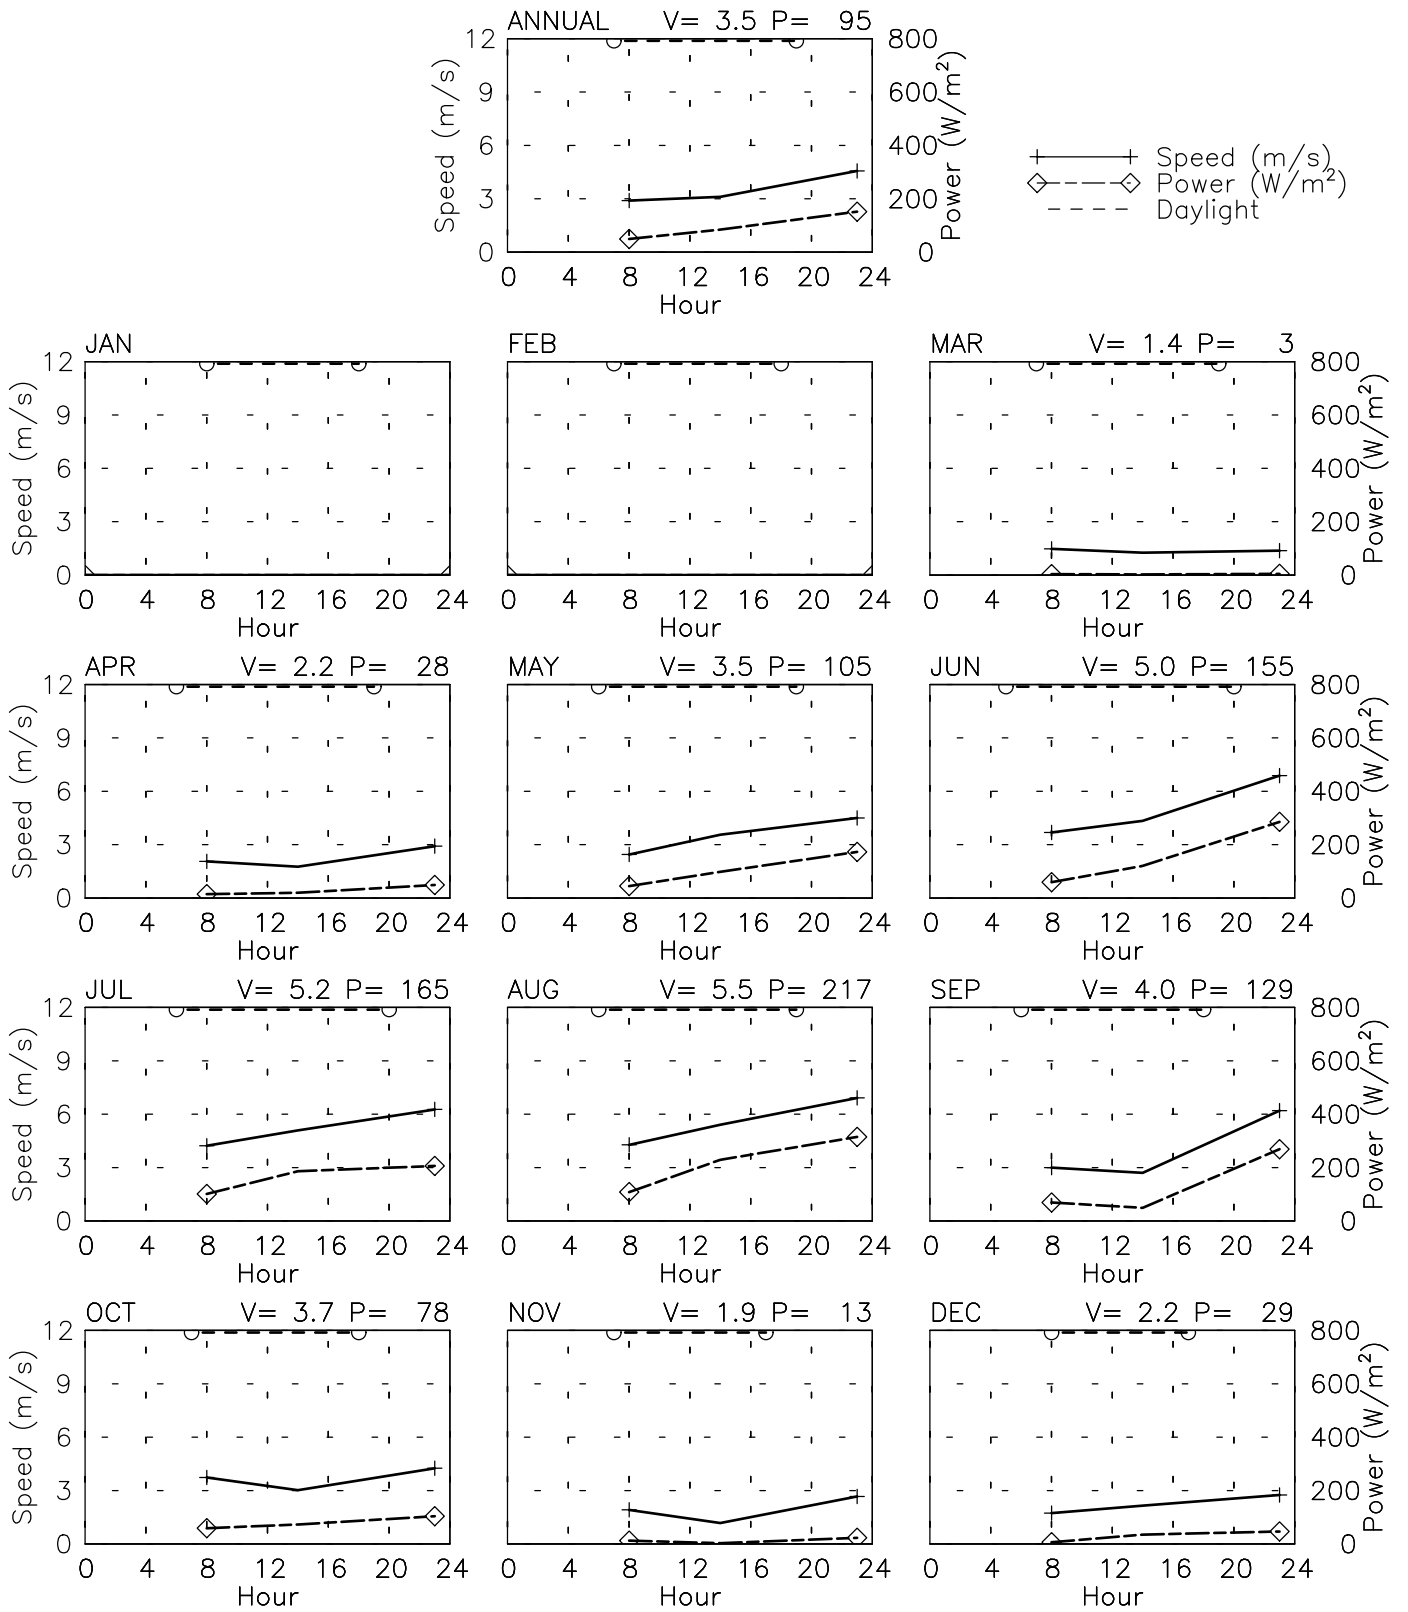 ANNUAL V= 3.5 P= 95
12 9 6 3 0
Speed (m/s)
800 600 400 200 0
Power (W/m²)
0 4 8 12 16 20 24
Hour
Speed (m/s)
Power (W/m²)
Daylight
JAN
12 9 6 3 0
Speed (m/s)
0 4 8 12 16 20 24
Hour
FEB
0 4 8 12 16 20 24
Hour
MAR V= 1.4 P= 3
800 600 400 200 0
Power (W/m²)
0 4 8 12 16 20 24
Hour
APR V= 2.2 P= 28
12 9 6 3 0
Speed (m/s)
0 4 8 12 16 20 24
Hour
MAY V= 3.5 P= 105
0 4 8 12 16 20 24
Hour
JUN V= 5.0 P= 155
800 600 400 200 0
Power (W/m²)
0 4 8 12 16 20 24
Hour
JUL V= 5.2 P= 165
12 9 6 3 0
Speed (m/s)
0 4 8 12 16 20 24
Hour
AUG V= 5.5 P= 217
0 4 8 12 16 20 24
Hour
SEP V= 4.0 P= 129
800 600 400 200 0
Power (W/m²)
0 4 8 12 16 20 24
Hour
OCT V= 3.7 P= 78
12 9 6 3 0
Speed (m/s)
0 4 8 12 16 20 24
Hour
NOV V= 1.9 P= 13
0 4 8 12 16 20 24
Hour
DEC V= 2.2 P= 29
800 600 400 200 0
Power (W/m²)
0 4 8 12 16 20 24
Hour